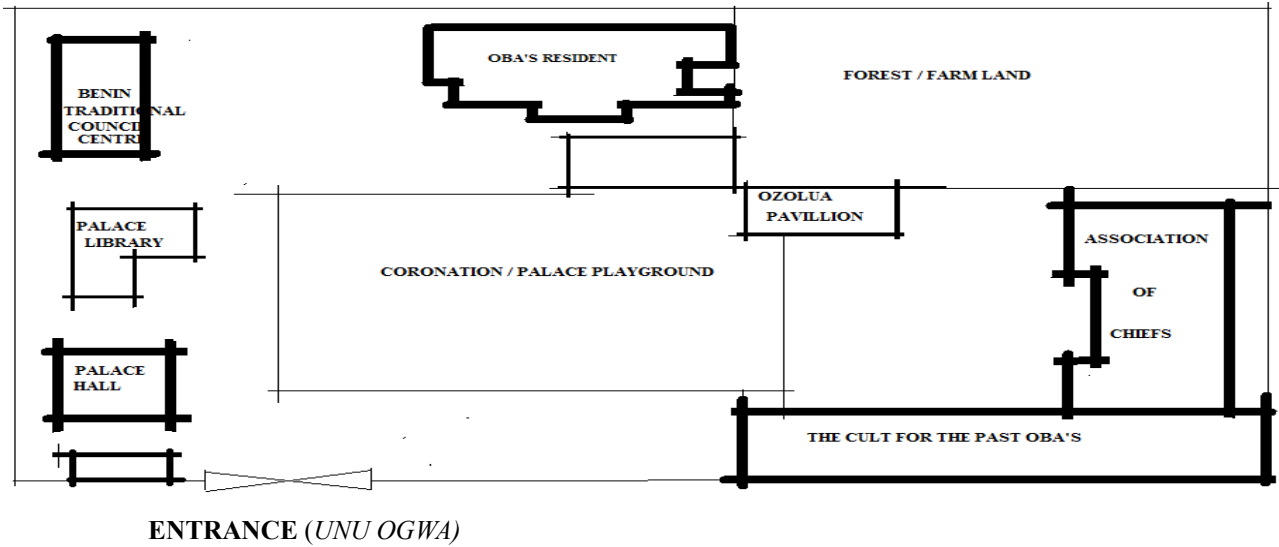 OBA'S RESIDENT
FOREST / FARM LAND
BENIN
TRADITIONAL
COUNCIL
CENTRE
OZOLUA
PAVILLION
PALACE
LIBRARY
ASSOCIATION
OF
CHIEFS
CORONATION / PALACE PLAYGROUND
PALACE
HALL
THE CULT FOR THE PAST OBA'S
ENTRANCE (UNU OGWA)